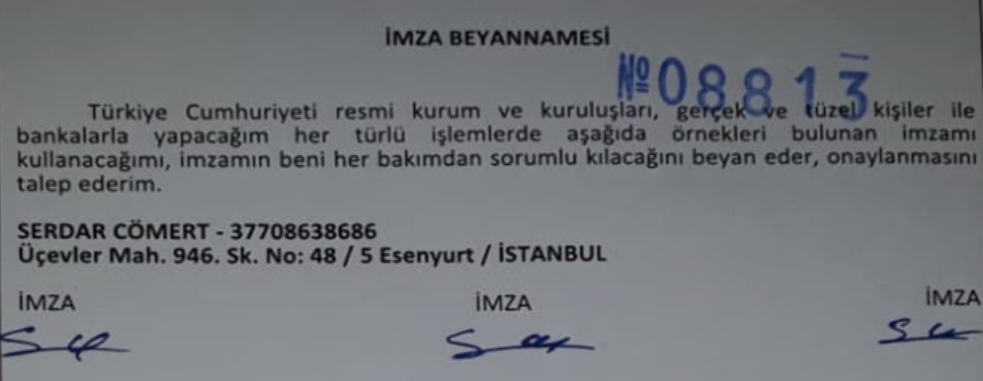 İMZA BEYANNAMESİ
№ 08813
Türkiye Cumhuriyeti resmi kurum ve kuruluşları, gerçek ve tüzel kişiler ile
bankalarla yapacağım her türlü işlemlerde aşağıda örnekleri bulunan imzamı
kullanacağımı, imzamın beni her bakımdan sorumlu kılacağını beyan eder, onaylanmasını
talep ederim.
SERDAR CÖMERT - 37708638686
Üçevler Mah. 946. Sk. No: 48 / 5 Esenyurt / İSTANBUL
İMZA İMZA İMZA